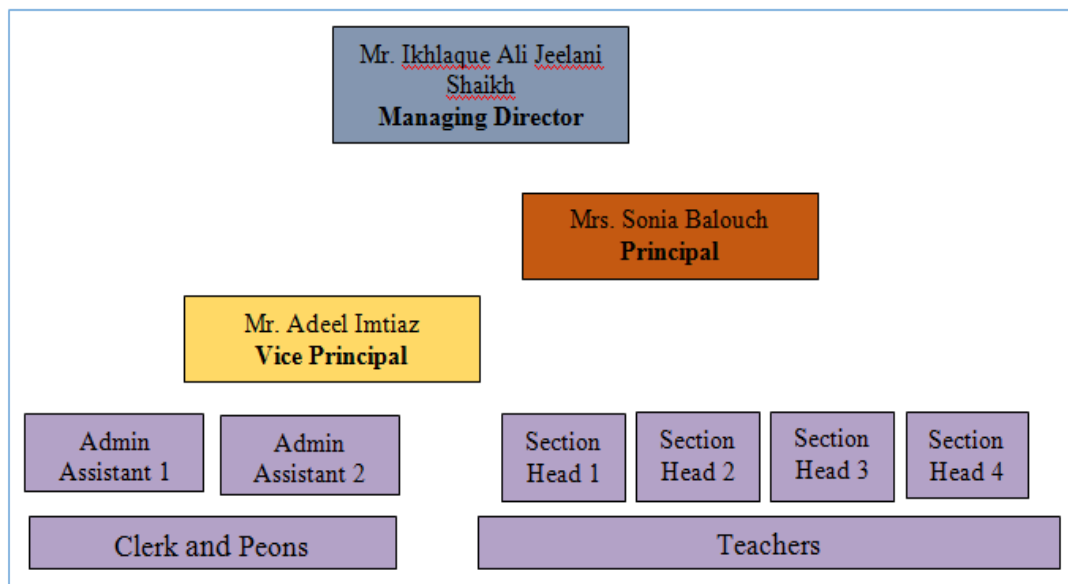 Mr. Ikhlaque Ali Jeelani
Shaikh
Managing Director
Mrs. Sonia Balouch
Principal
Mr. Adeel Imtiaz
Vice Principal
Admin
Assistant 1
Admin
Assistant 2
Section
Head 1
Section
Head 2
Section
Head 3
Section
Head 4
Clerk and Peons
Teachers